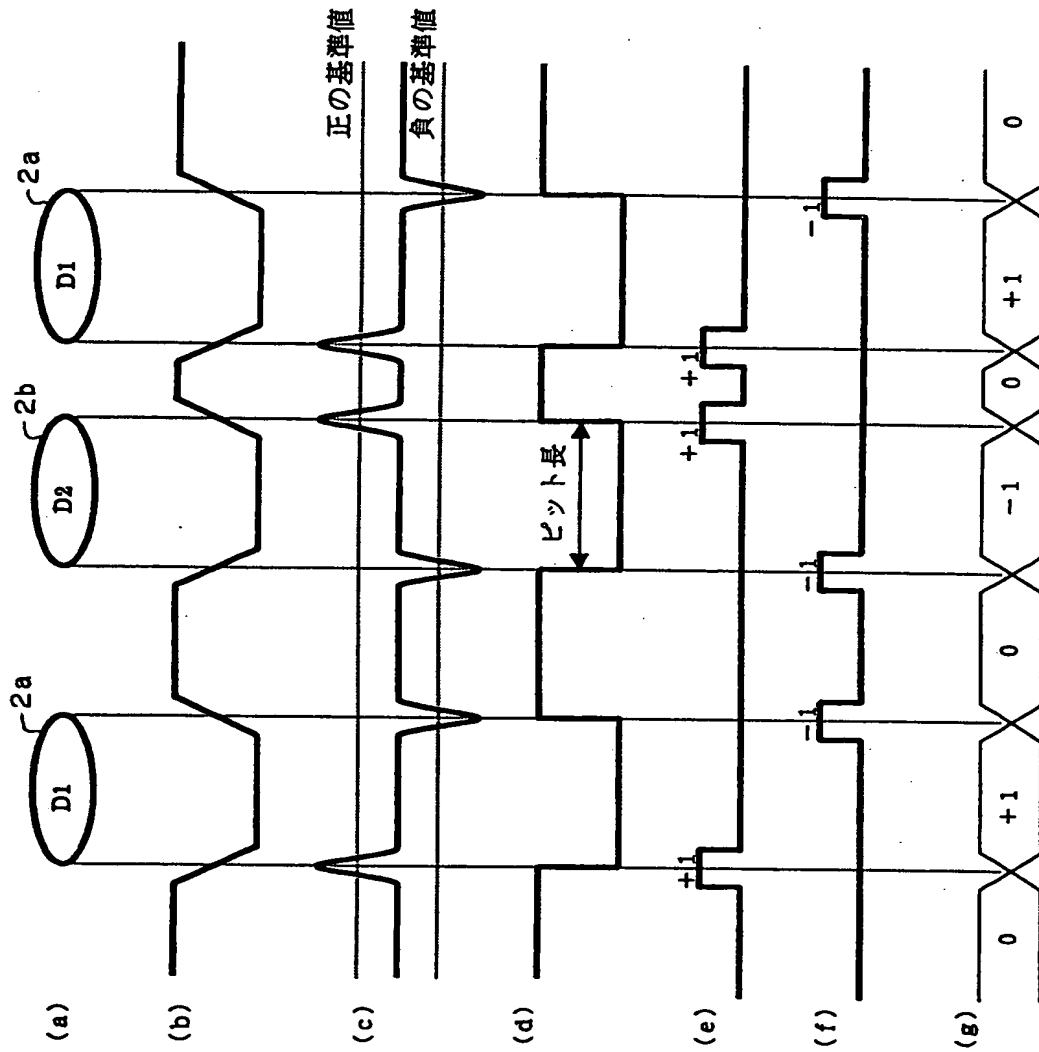 2a 2b 2a
(a) D1 D2 D1
(b)
正の基準値
(c)
負の基準値
(d) ピット長
(e) +1 +1 +1
(f) -1 -1 -1
(g) 0 +1 0 -1 0 +1 0